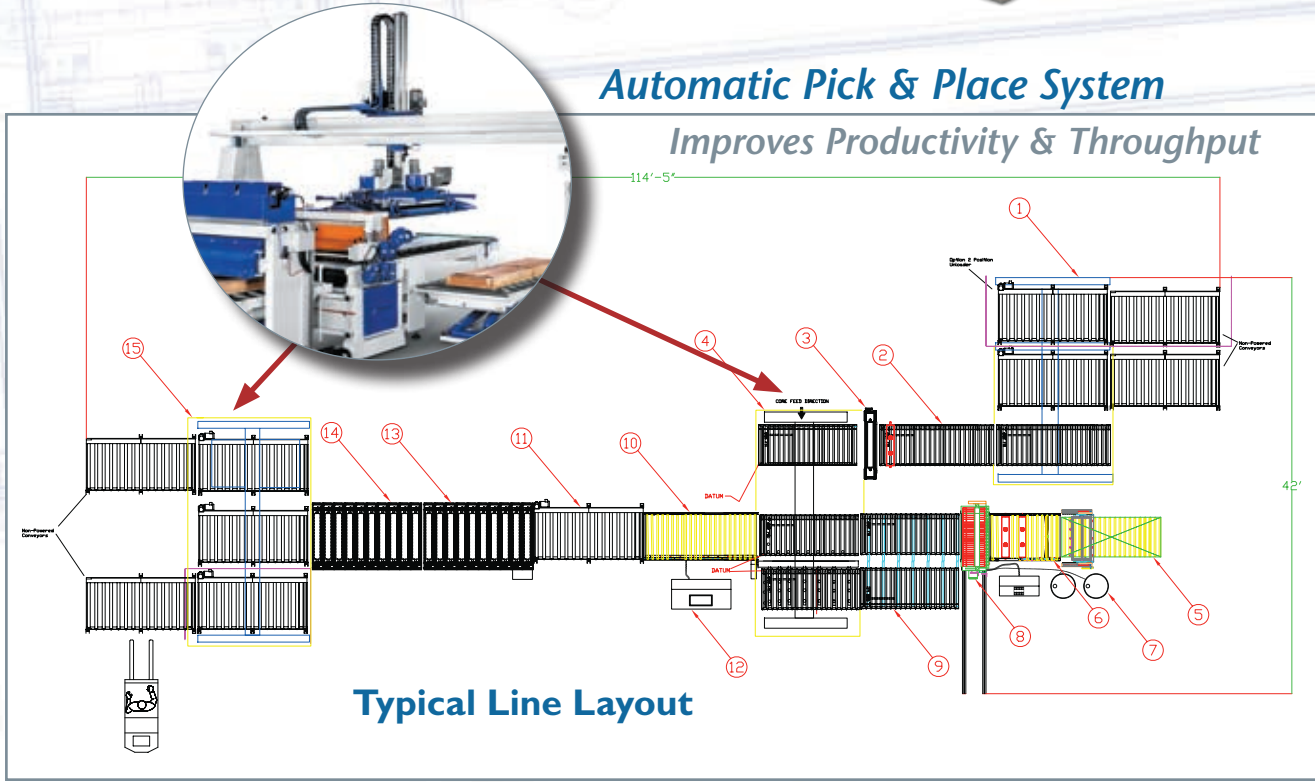 Automatic Pick & Place System
Improves Productivity & Throughput
114'-5"
1
Option 2 Position
Unloader
Non-Powered
Conveyors
15
4
3
2
CORE FEED DIRECTION
14
13
11
10
DATUM
42'
Non-Powered
Conveyors
DATUM
12
9
8
6
7
5
Typical Line Layout